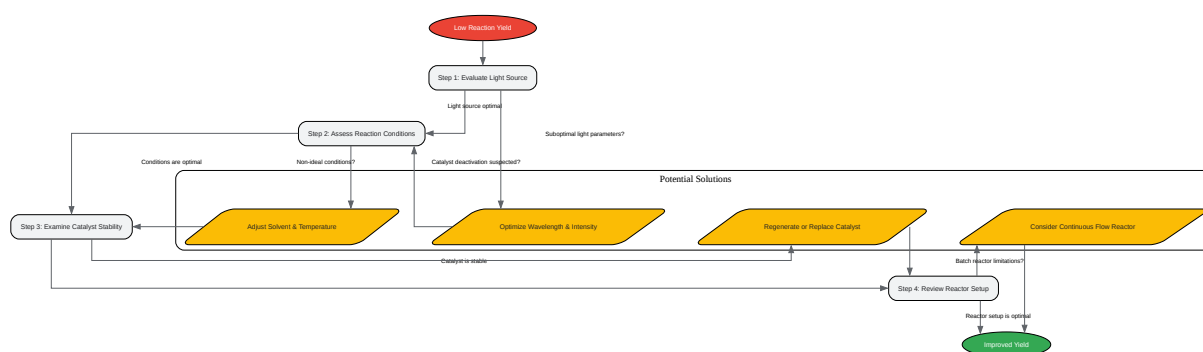 Low Reaction Yield
Step 1: Evaluate Light Source
Light source optimal
Step 2: Assess Reaction Conditions
Suboptimal light parameters?
Conditions are optimal
Non-ideal conditions?
Catalyst deactivation suspected?
Potential Solutions
Step 3: Examine Catalyst Stability
Adjust Solvent & Temperature
Optimize Wavelength & Intensity
Regenerate or Replace Catalyst
Consider Continuous Flow Reactor
Catalyst is stable
Batch reactor limitations?
Step 4: Review Reactor Setup
Reactor setup is optimal
Improved Yield